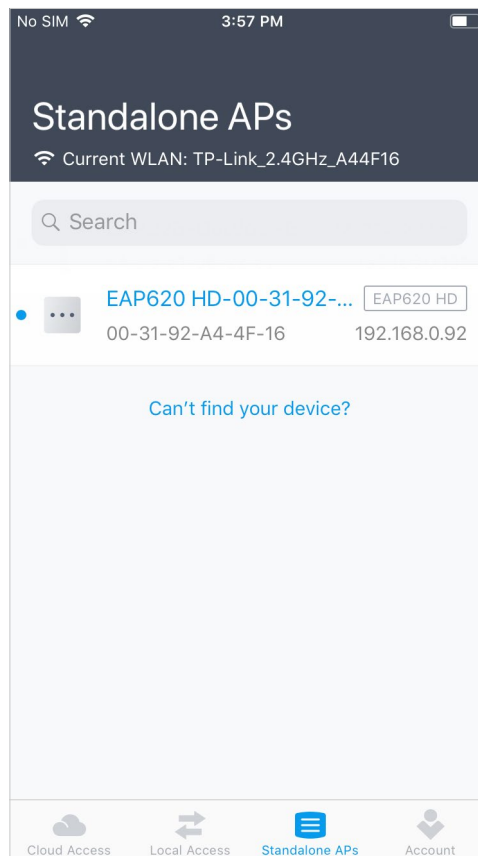 No SIM 3:57 PM
Standalone APs
Current WLAN: TP-Link_2.4GHz_A44F16
Search
EAP620 HD-00-31-92-... EAP620 HD
00-31-92-A4-4F-16 192.168.0.92
Can't find your device?
Cloud Access Local Access Standalone APs Account